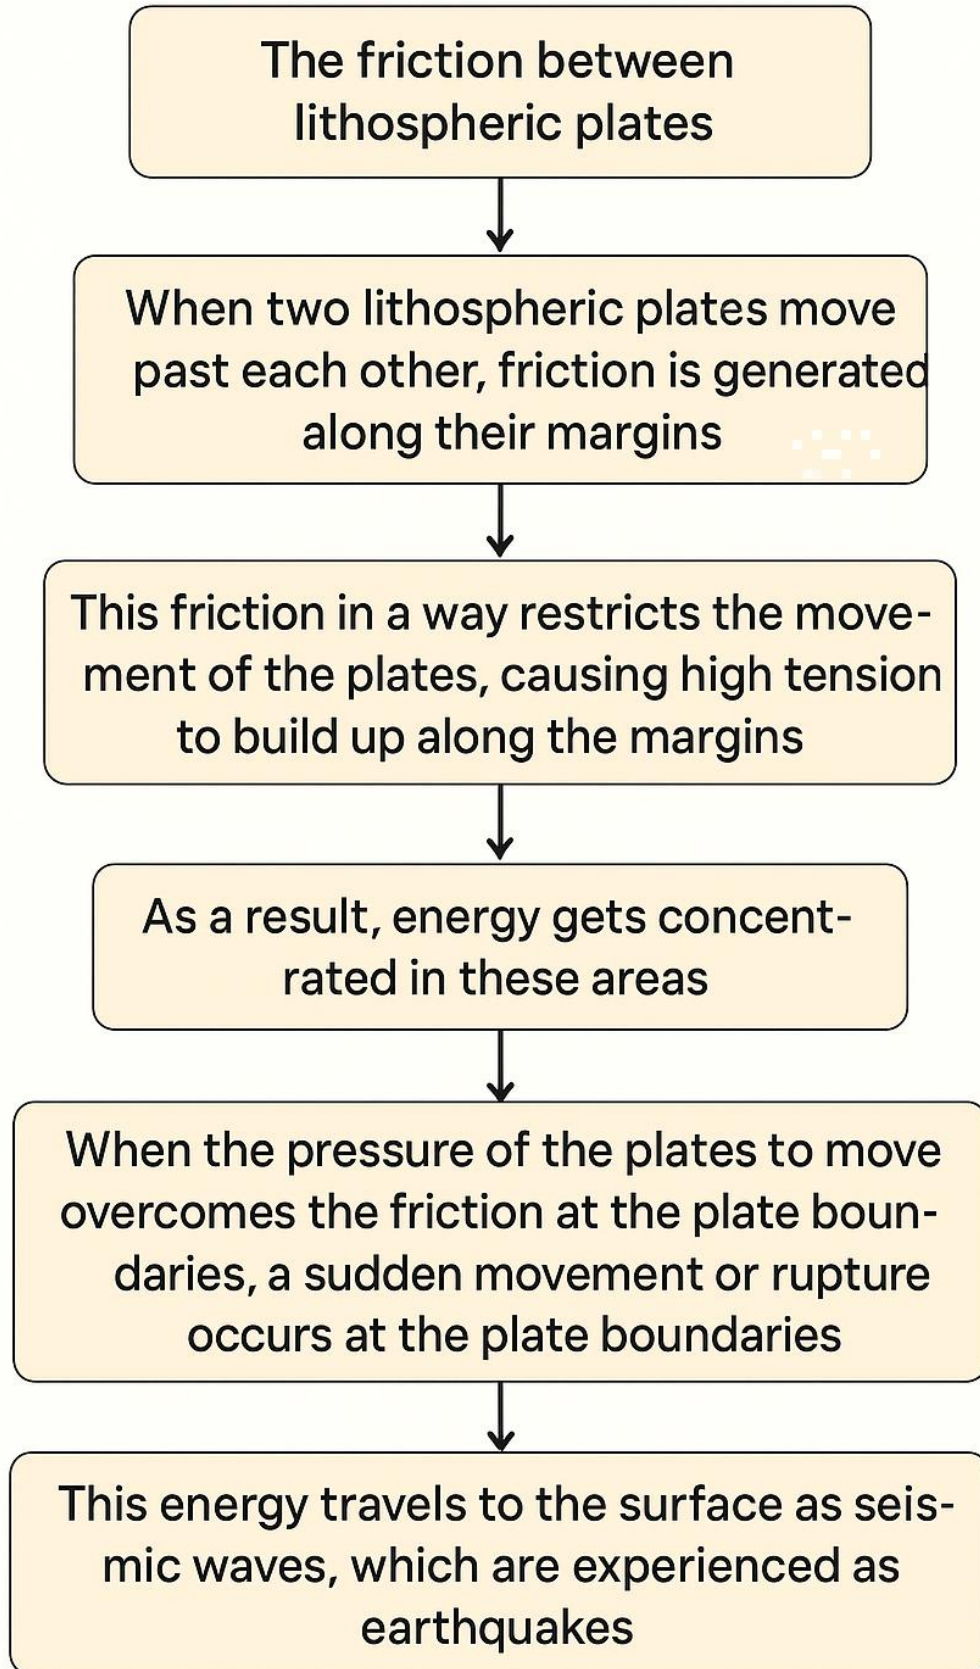 The friction between
lithospheric plates
When two lithospheric plates move
past each other, friction is generated
along their margins
This friction in a way restricts the move-
ment of the plates, causing high tension
to build up along the margins
As a result, energy gets concent-
rated in these areas
When the pressure of the plates to move
overcomes the friction at the plate boun-
daries, a sudden movement or rupture
occurs at the plate boundaries
This energy travels to the surface as seis-
mic waves, which are experienced as
earthquakes